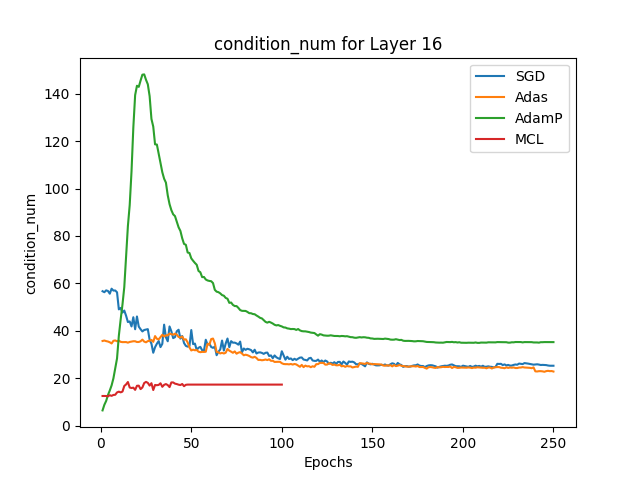 condition_num for Layer 16
SGD
Adas
AdamP
MCL
condition_num
140
120
100
80
60
40
20
0
0 50 100 150 200 250
Epochs